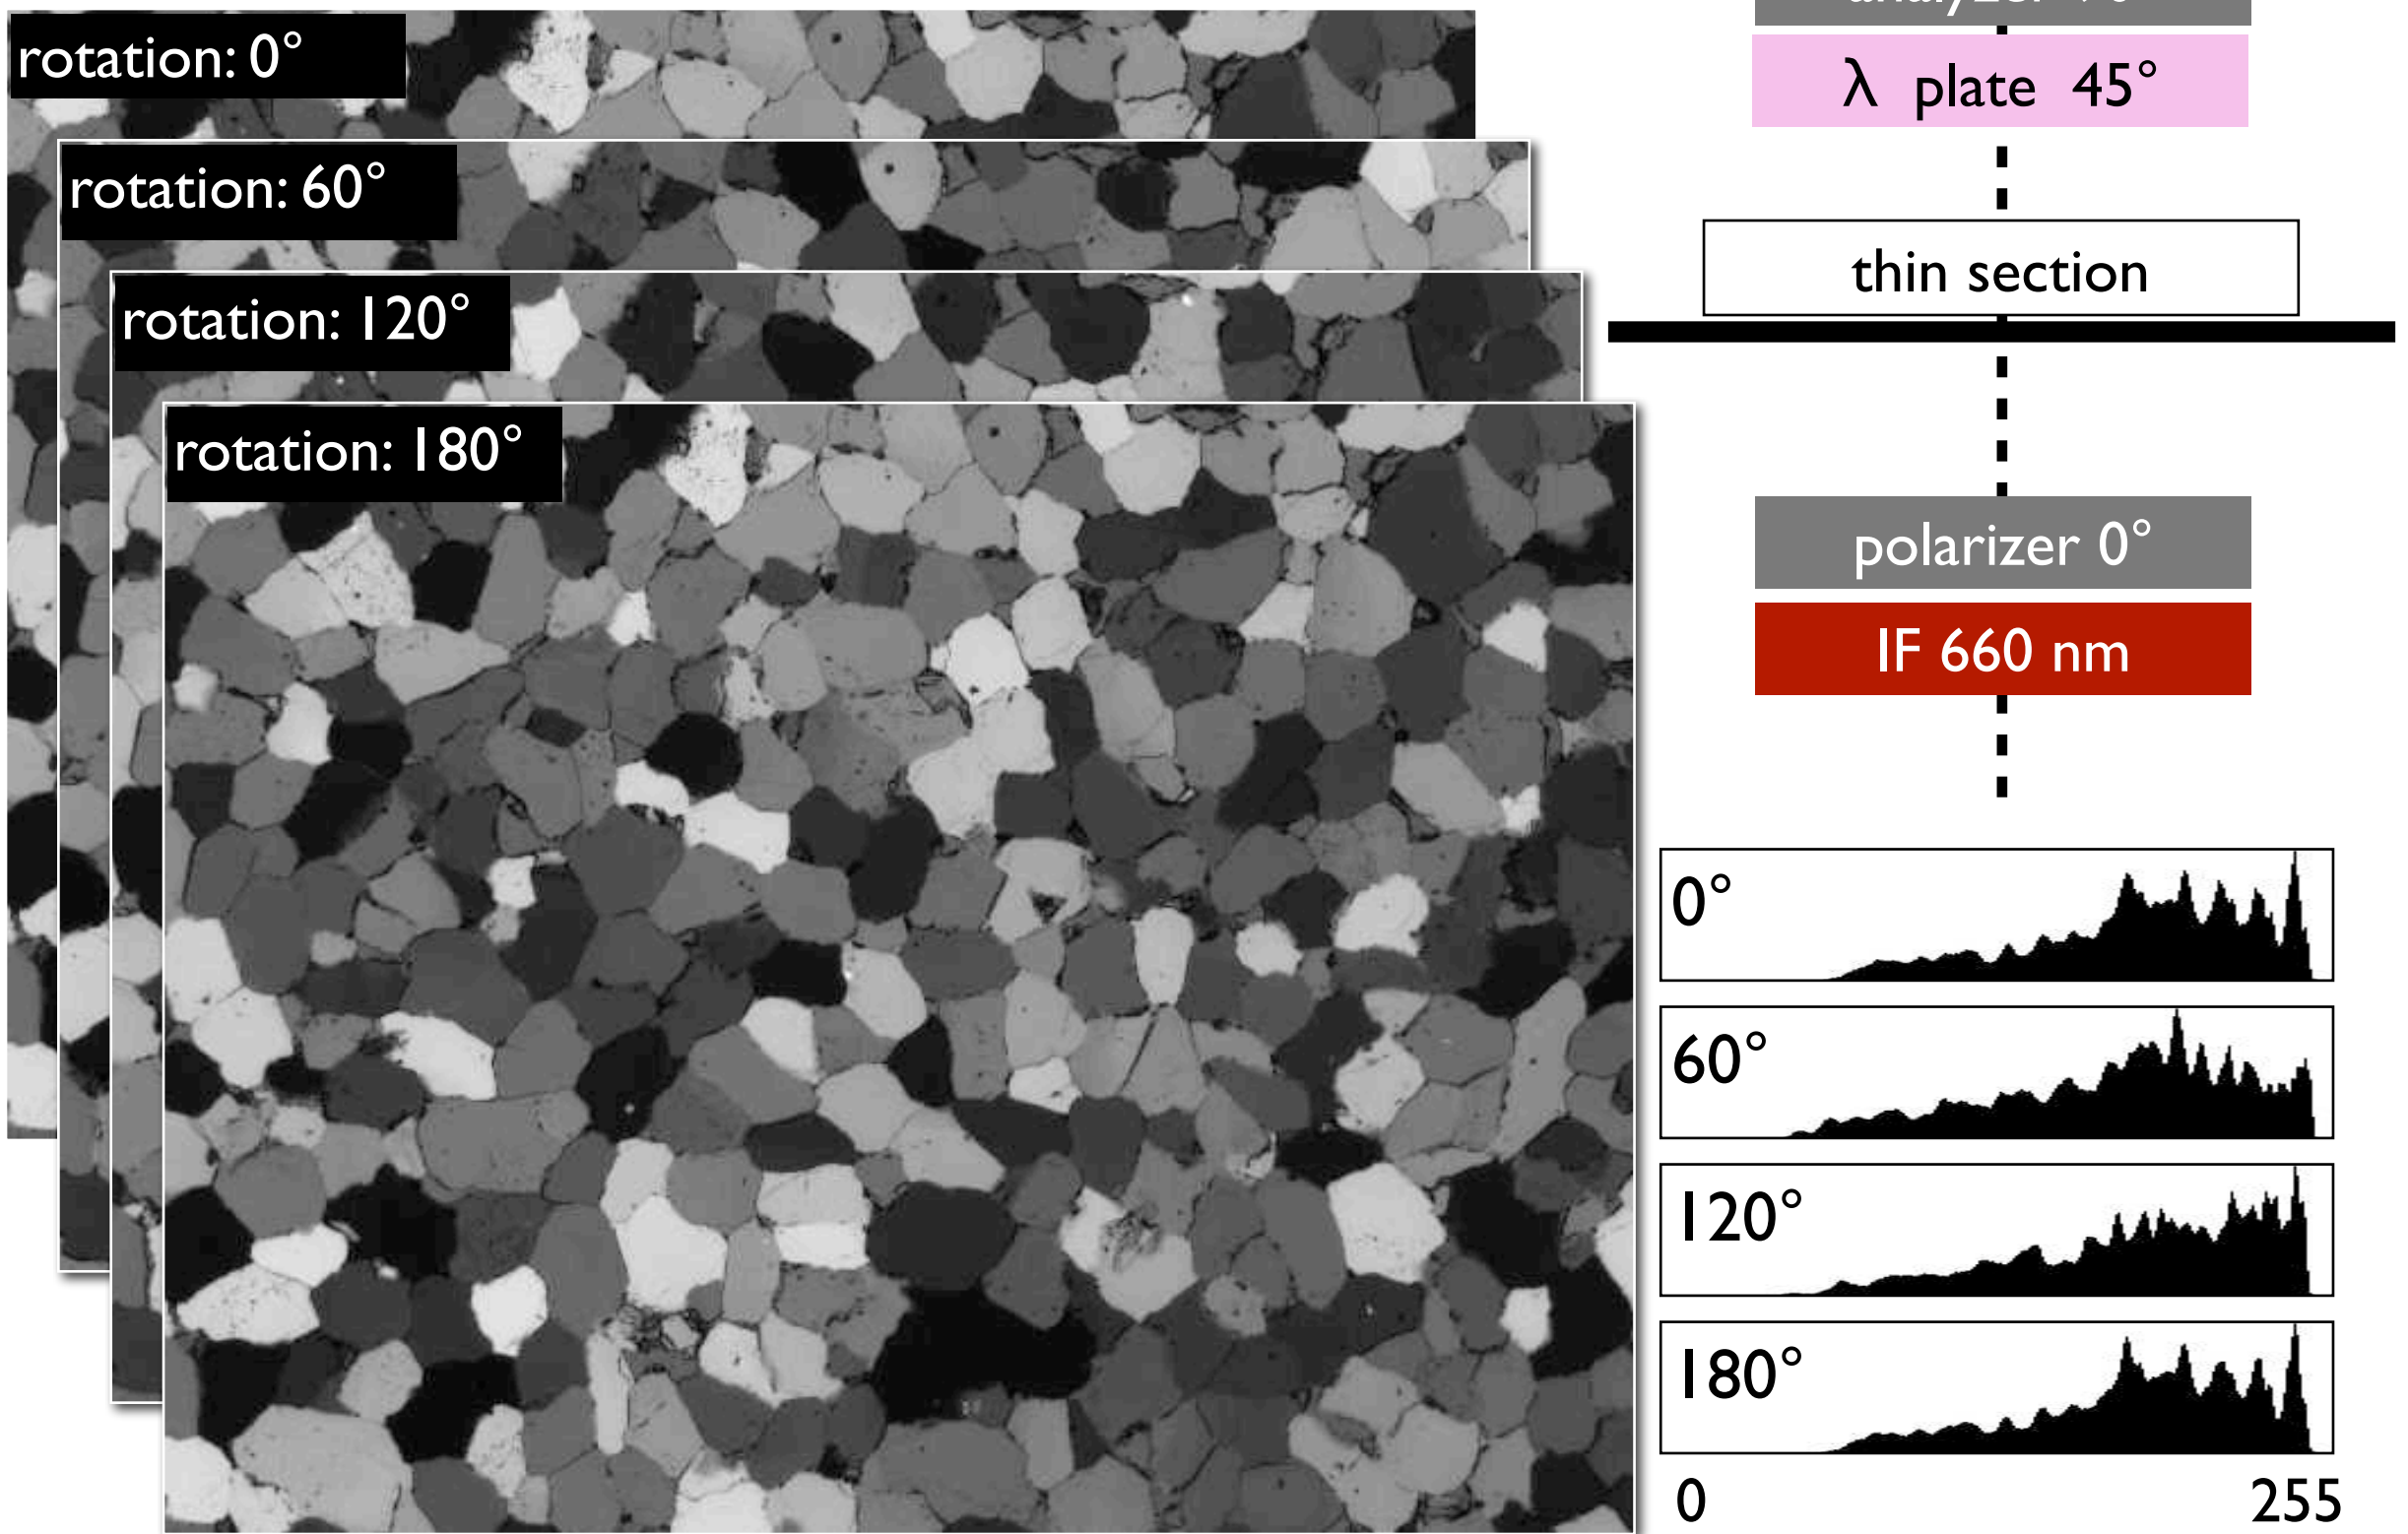 rotation: 0°
rotation: 60°
rotation: 120°
rotation: 180°
λ plate 45°
thin section
polarizer 0°
IF 660 nm
0°
60°
120°
180°
0 255